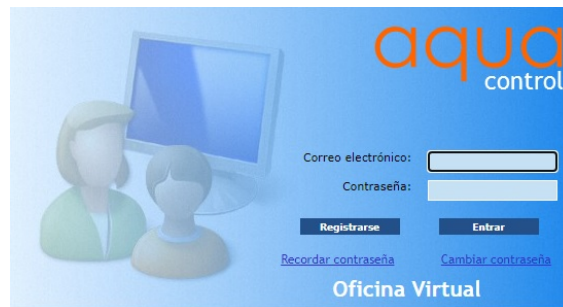 aqua
control
Correo electrónico:
Contraseña:
Registrarse Entrar
Recordar contraseña Cambiar contraseña
Oficina Virtual